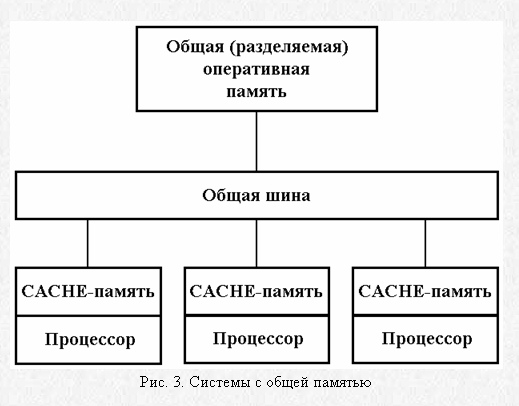 Общая (разделяемая)
оперативная
память
Общая шина
CACHE-память
CACHE-память
CACHE-память
Процессор
Процессор
Процессор
Рис. 3. Системы с общей памятью